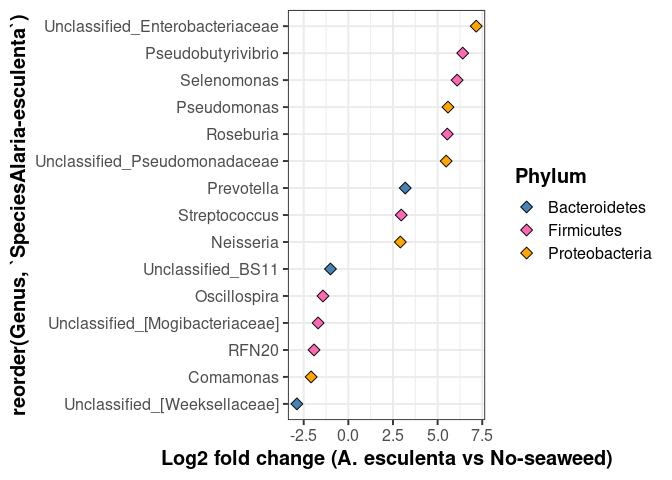 reorder(Genus, `SpeciesAlaria-esculenta`)
Unclassified_Enterobacteriaceae
Pseudobutyrivibrio
Selenomonas
Pseudomonas
Roseburia
Unclassified_Pseudomonadaceae
Prevotella
Streptococcus
Neisseria
Unclassified_BS11
Oscillospira
Unclassified_[Mogibacteriaceae]
RFN20
Comamonas
Unclassified_[Weeksellaceae]
-2.5 0.0 2.5 5.0 7.5
Log2 fold change (A. esculenta vs No-seaweed)
Phylum
Bacteroidetes
Firmicutes
Proteobacteria